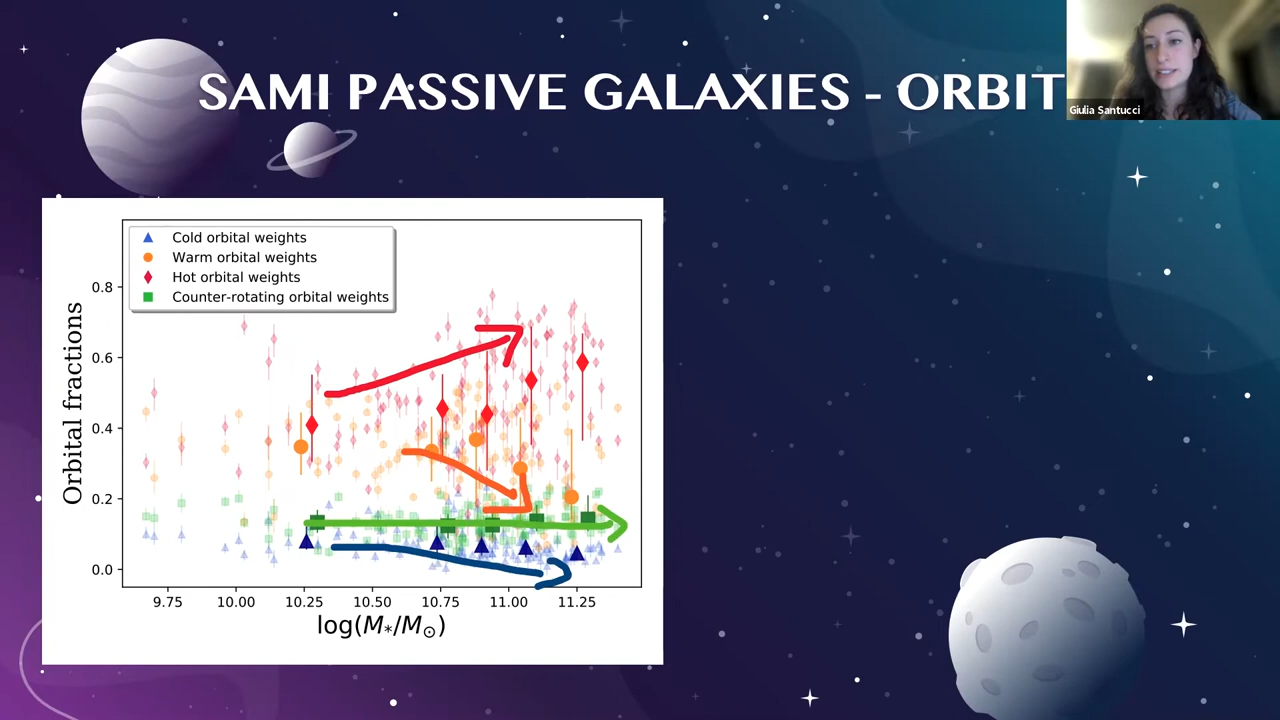 SAMI PASSIVE GALAXIES - ORBIT
Giulia Santucci
Cold orbital weights
Warm orbital weights
Hot orbital weights
Counter-rotating orbital weights
Orbital fractions
0.8
0.6
0.4
0.2
0.0
9.75 10.00 10.25 10.50 10.75 11.00 11.25
log(M*/M⊙)